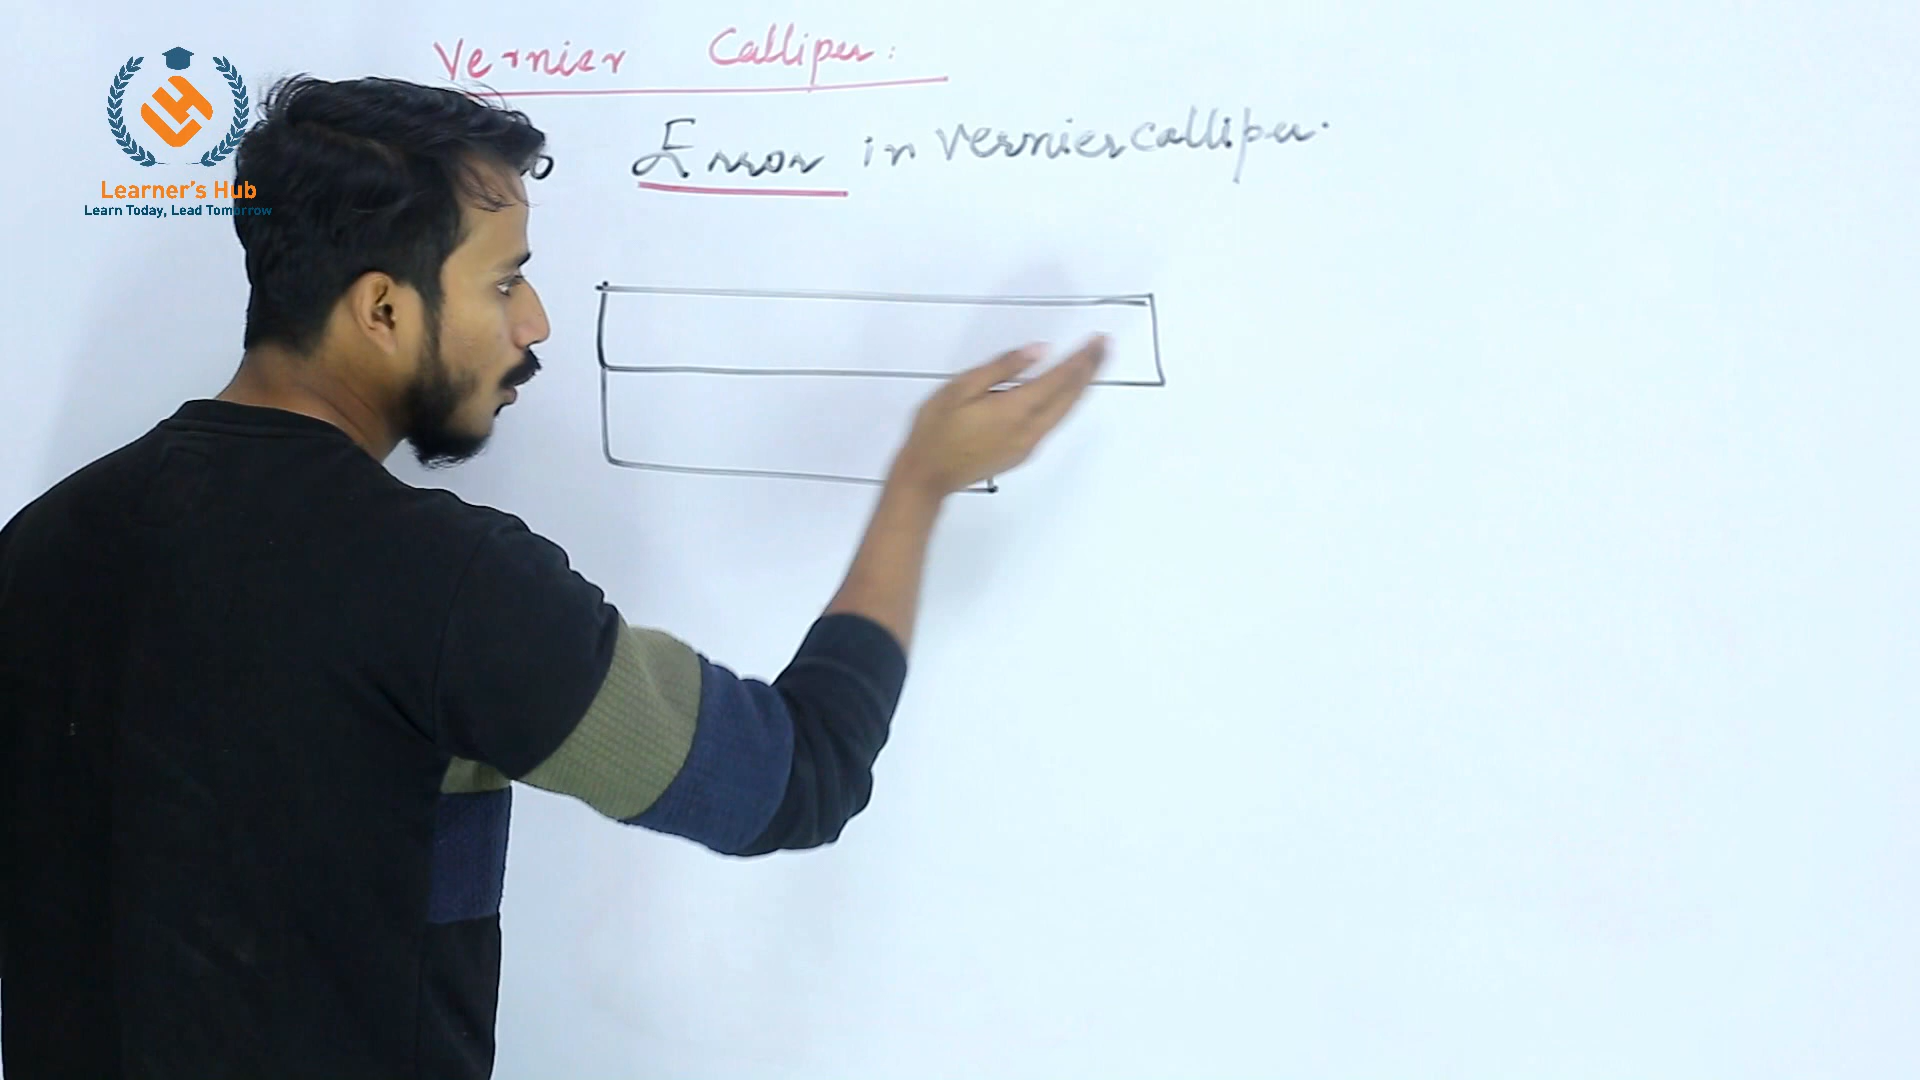 Learner's Hub
Learn Today, Lead Tomorrow
Vernier Calliper:
Error in Vernier Calliper.